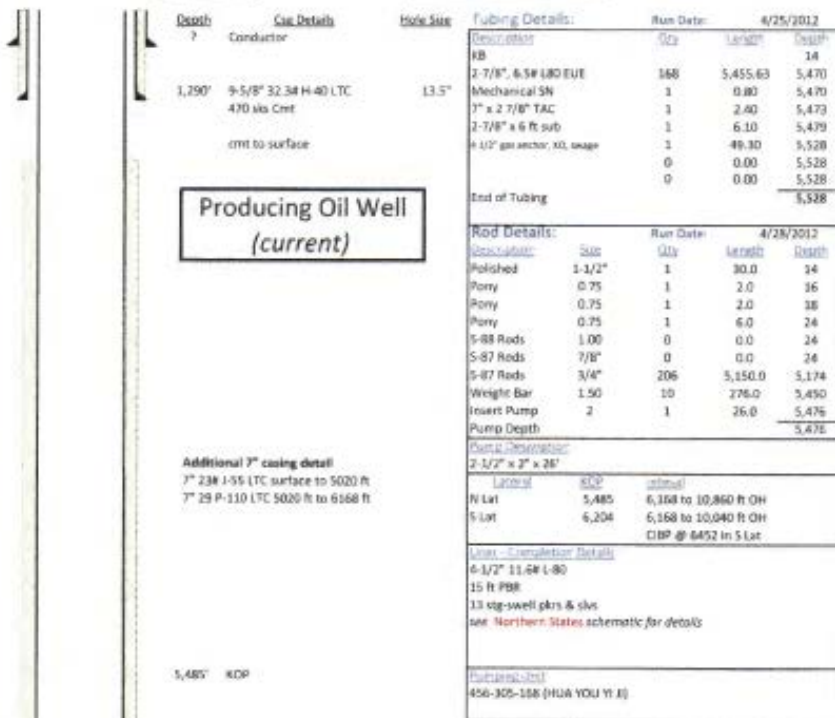 Depth Csg Details Hole Size
? Conductor
1,290' 9-5/8" 32.3# H-40 LTC 13.5"
470 sks Cmt
cmt to surface
Producing Oil Well
(current)
Additional 7" casing detail
7" 23# J-55 LTC surface to 5020 ft
7" 29 P-110 LTC 5020 ft to 6168 ft
5,485' KOP
Tubing Details: Run Date: 4/25/2012
Description Qty Length Depth
KB 14
2-7/8", 6.5# L80 EUE 168 5,455.63 5,470
Mechanical SN 1 0.80 5,470
7" x 2 7/8" TAC 1 2.40 5,473
2-7/8" x 6 ft sub 1 6.10 5,479
4 1/2" gas anchor, XO, swage 1 49.30 5,528
0 0.00 5,528
0 0.00 5,528
End of Tubing 5,528
Rod Details: Run Date: 4/28/2012
Description Size Qty Length Depth
Polished 1-1/2" 1 30.0 14
Pony 0.75 1 2.0 16
Pony 0.75 1 2.0 18
Pony 0.75 1 6.0 24
S-88 Rods 1.00 0 0.0 24
S-87 Rods 7/8" 0 0.0 24
S-87 Rods 3/4" 206 5,150.0 5,174
Weight Bar 1.50 10 276.0 5,450
Insert Pump 2 1 26.0 5,476
Pump Depth 5,476
Pump Description
2-1/2" x 2" x 26'
Lateral KOP Interval
N Lat 5,485 6,168 to 10,860 ft OH
S Lat 6,204 6,168 to 10,040 ft OH
CIBP @ 6452 in S Lat
Liner - Completion Details
4-1/2" 11.6# L-80
15 ft PBR
13 stg-swell pkrs & slvs
see Northern States schematic for details
Pumping Unit
456-305-168 (HUA YOU YI JI)